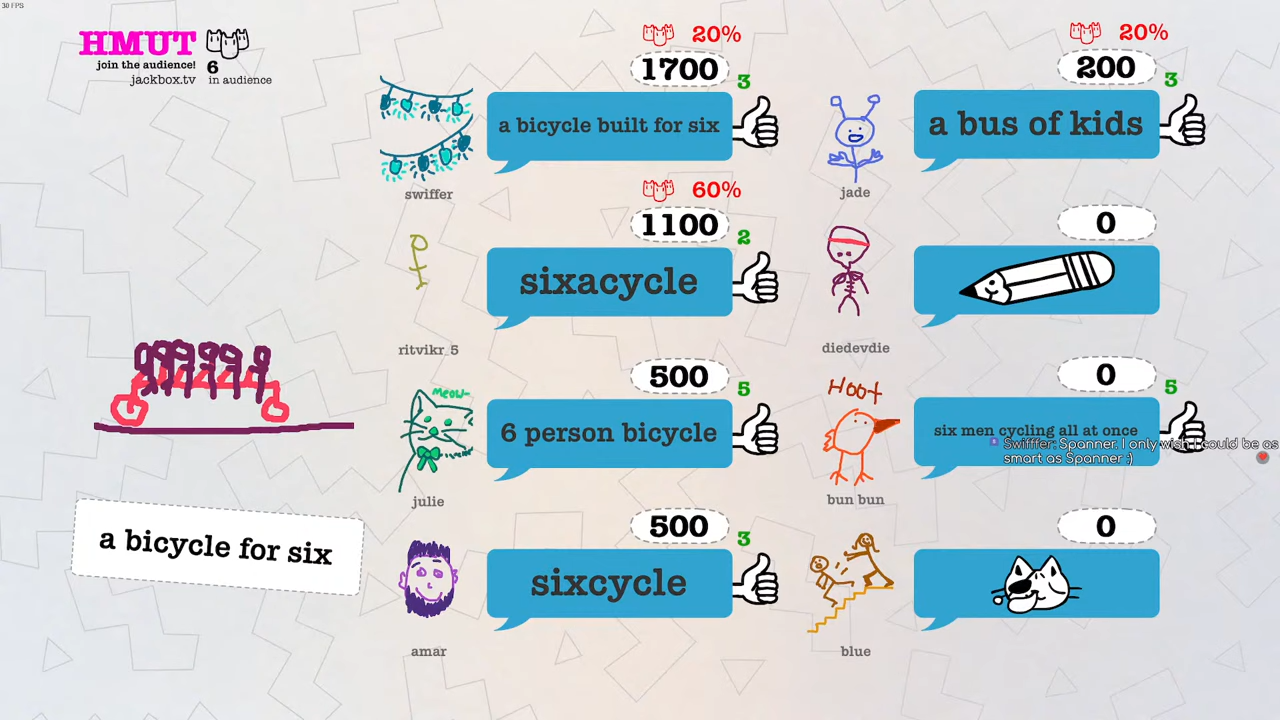 30 FPS
HMUT
join the audience!
jackbox.tv
6
in audience
20%
1700
3
a bicycle built for six
swiffer
20%
200
3
a bus of kids
jade
60%
1100
2
sixacycle
ritvikr 5
0
diedevdie
meow~
500
5
6 person bicycle
julie
Hoot
0
5
six men cycling all at once
bun bun
Swifffer: Spanner. I only wish I could be as
smart as Spanner :)
a bicycle for six
500
3
sixcycle
amar
0
blue